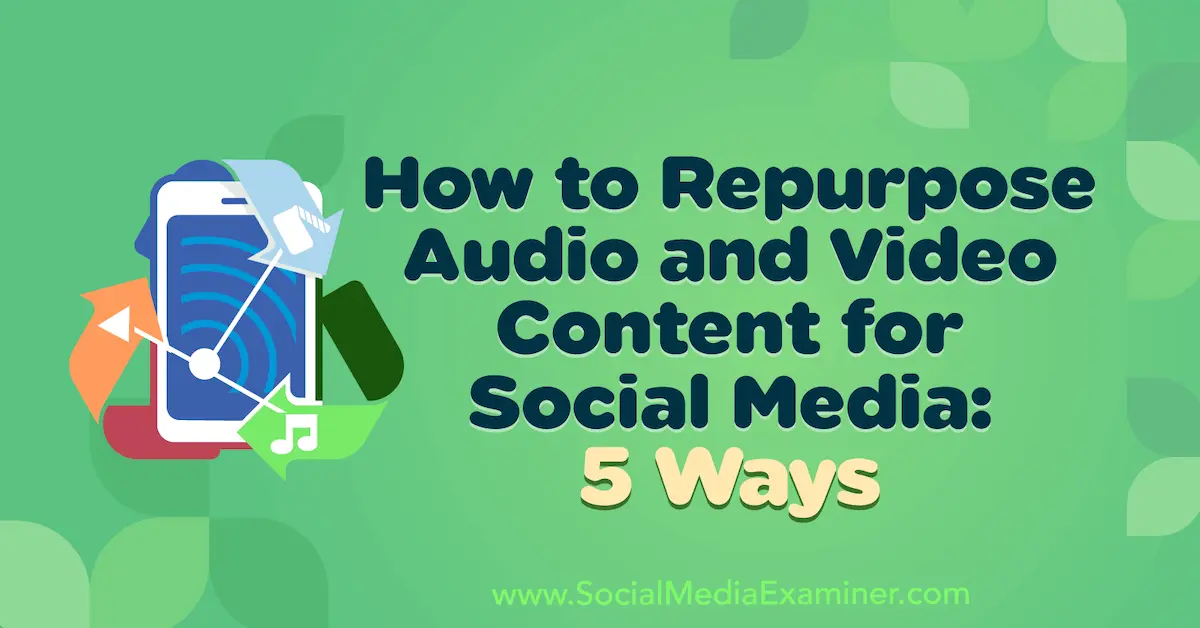 How to Repurpose
Audio and Video
Content for
Social Media:
5 Ways
www.SocialMediaExaminer.com